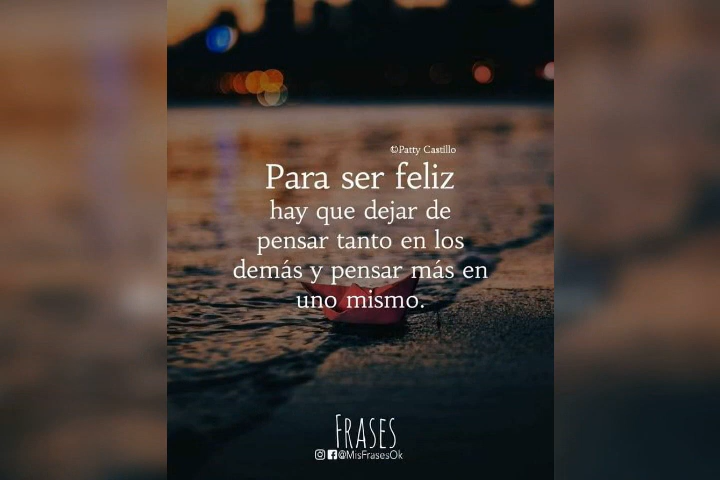 ©Patty Castillo
Para ser feliz
hay que dejar de
pensar tanto en los
demás y pensar más en
uno mismo.
FRASES
@MisFrasesOk